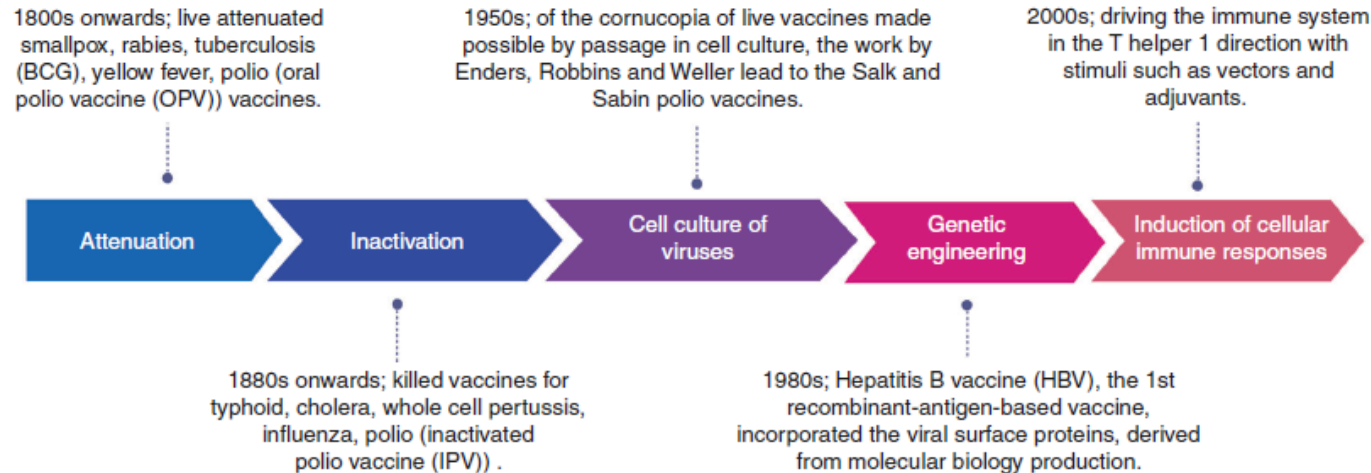 1800s onwards; live attenuated
smallpox, rabies, tuberculosis
(BCG), yellow fever, polio (oral
polio vaccine (OPV)) vaccines.
1950s; of the cornucopia of live vaccines made
possible by passage in cell culture, the work by
Enders, Robbins and Weller lead to the Salk and
Sabin polio vaccines.
2000s; driving the immune system
in the T helper 1 direction with
stimuli such as vectors and
adjuvants.
Attenuation
Inactivation
Cell culture of
viruses
Genetic
engineering
Induction of cellular
immune responses
1880s onwards; killed vaccines for
typhoid, cholera, whole cell pertussis,
influenza, polio (inactivated
polio vaccine (IPV)) .
1980s; Hepatitis B vaccine (HBV), the 1st
recombinant-antigen-based vaccine,
incorporated the viral surface proteins, derived
from molecular biology production.